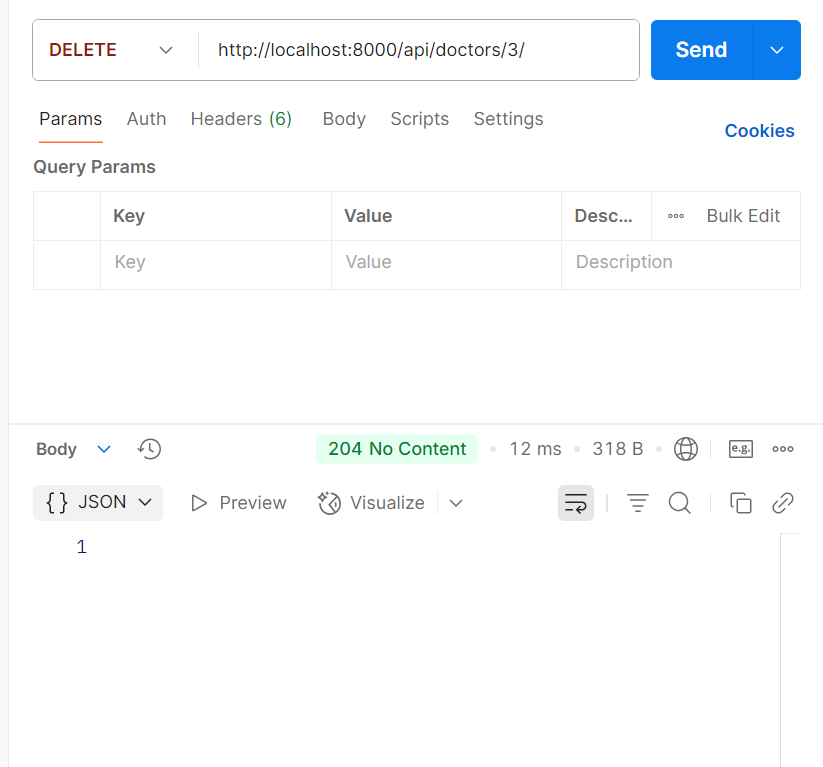 DELETE http://localhost:8000/api/doctors/3/ Send
Params Auth Headers (6) Body Scripts Settings Cookies
Query Params
Key Value Desc... Bulk Edit
Key Value Description
Body 204 No Content • 12 ms • 318 B • e.g.
{ } JSON Preview Visualize
1